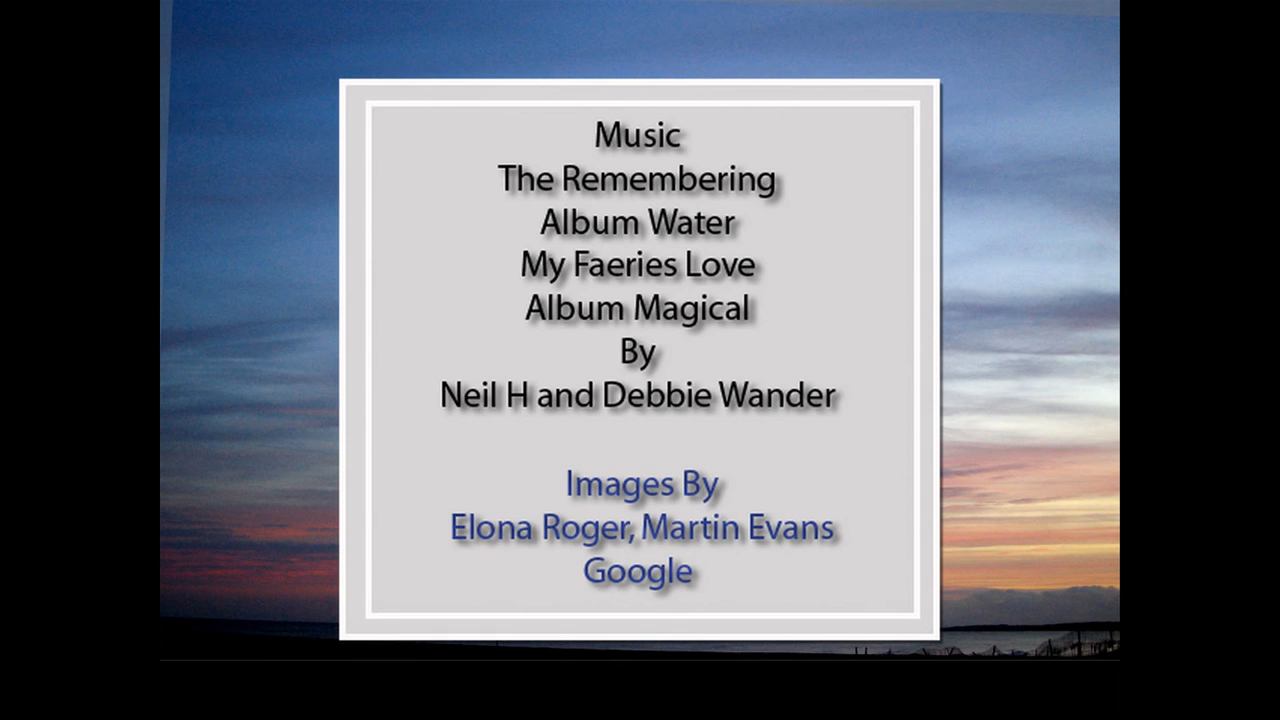 Music
The Remembering
Album Water
My Faeries Love
Album Magical
By
Neil H and Debbie Wander
Images By
Elona Roger, Martin Evans
Google